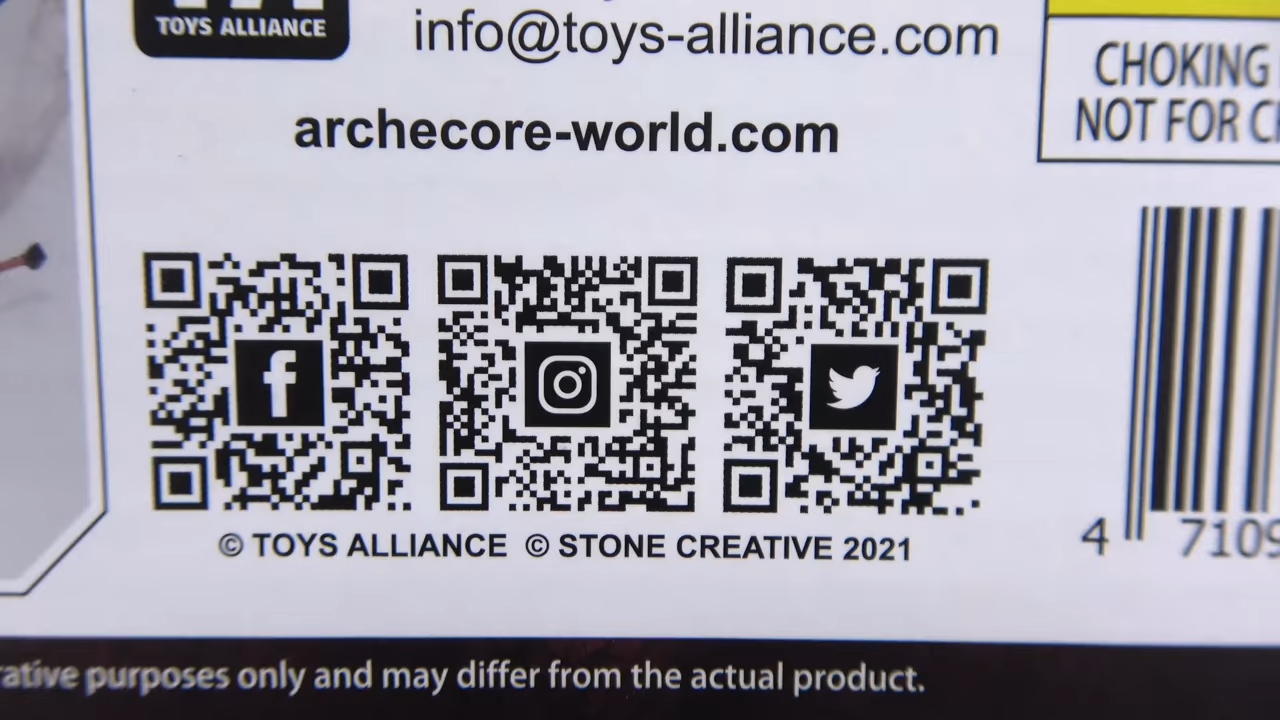 TOYS ALLIANCE
info@toys-alliance.com
CHOKING
NOT FOR
archecore-world.com
© TOYS ALLIANCE © STONE CREATIVE 2021
4 7109
purposes only and may differ from the actual product.